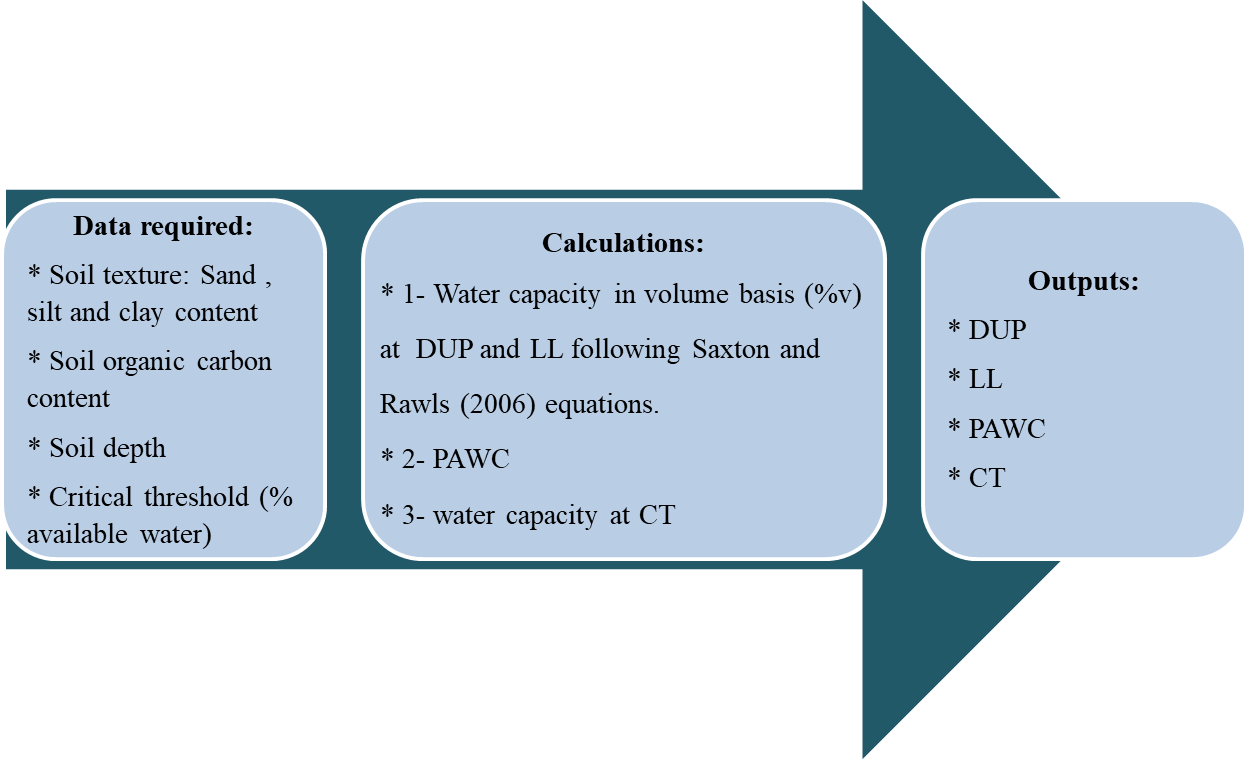 Data required:
* Soil texture: Sand ,
silt and clay content
* Soil organic carbon
content
* Soil depth
* Critical threshold (%
available water)
Calculations:
* 1- Water capacity in volume basis (%v)
at DUP and LL following Saxton and
Rawls (2006) equations.
* 2- PAWC
* 3- water capacity at CT
Outputs:
* DUP
* LL
* PAWC
* CT